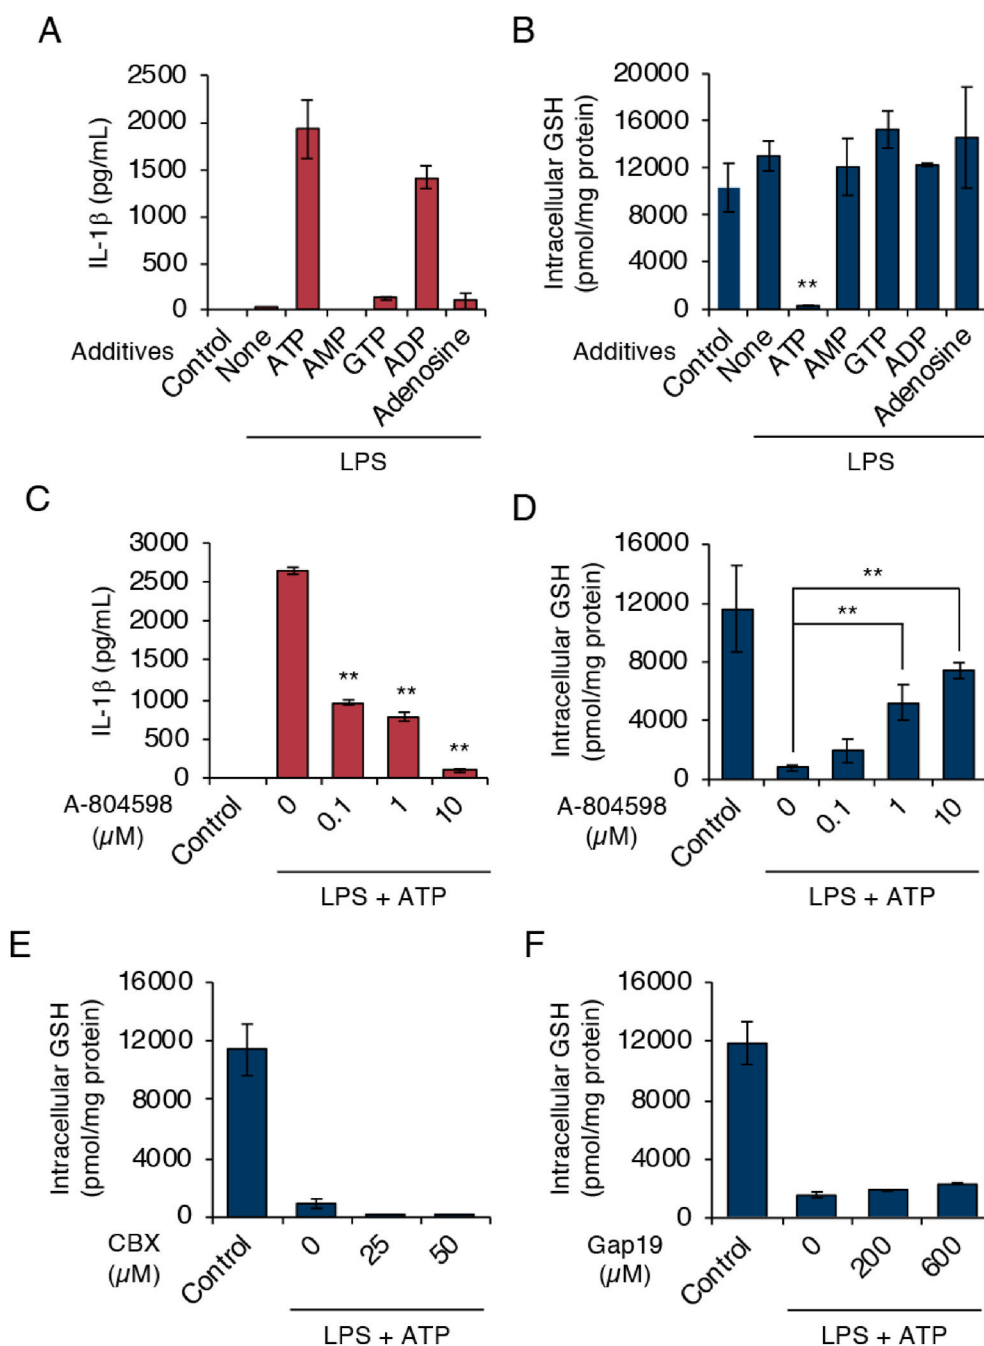 A
IL-1β (pg/mL)
2500
2000
1500
1000
500
0
Additives
Control
None
ATP
AMP
GTP
ADP
Adenosine
LPS
B
Intracellular GSH
(pmol/mg protein)
20000
16000
12000
8000
4000
0
**
Additives
Control
None
ATP
AMP
GTP
ADP
Adenosine
LPS
C
IL-1β (pg/mL)
3000
2500
2000
1500
1000
500
0
**
**
**
A-804598
(µM)
Control
0
0.1
1
10
LPS + ATP
D
Intracellular GSH
(pmol/mg protein)
16000
12000
8000
4000
0
**
**
A-804598
(µM)
Control
0
0.1
1
10
LPS + ATP
E
Intracellular GSH
(pmol/mg protein)
16000
12000
8000
4000
0
CBX
(µM)
Control
0
25
50
LPS + ATP
F
Intracellular GSH
(pmol/mg protein)
16000
12000
8000
4000
0
Gap19
(µM)
Control
0
200
600
LPS + ATP